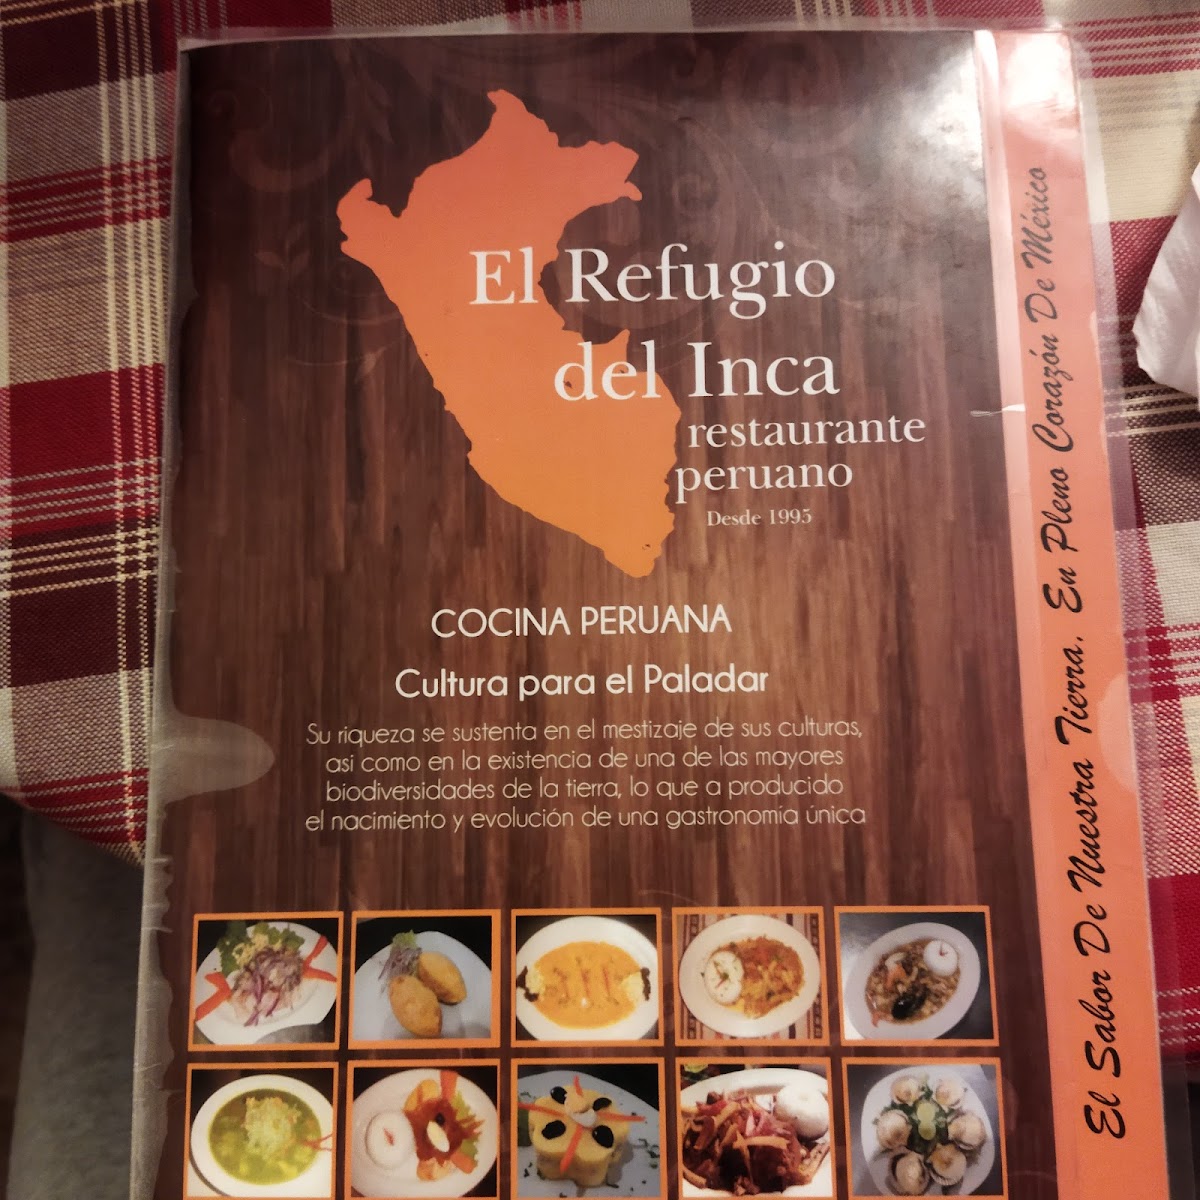 El Refugio
del Inca
restaurante
peruano
Desde 1995
COCINA PERUANA
Cultura para el Paladar
Su riqueza se sustenta en el mestizaje de sus culturas,
asi como en la existencia de una de las mayores
biodiversidades de la tierra, lo que a producido
el nacimiento y evolución de una gastronomia única
El Sabor De Nuestra Tierra. En Pleno Corazón De México